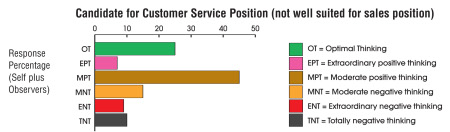 Candidate for Customer Service Position (not well suited for sales position)
0 10 20 30 40 50
Response
Percentage
(Self plus
Observers)
OT
EPT
MPT
MNT
ENT
TNT
OT = Optimal Thinking
EPT = Extraordinary positive thinking
MPT = Moderate positive thinking
MNT = Moderate negative thinking
ENT = Extraordinary negative thinking
TNT = Totally negative thinking